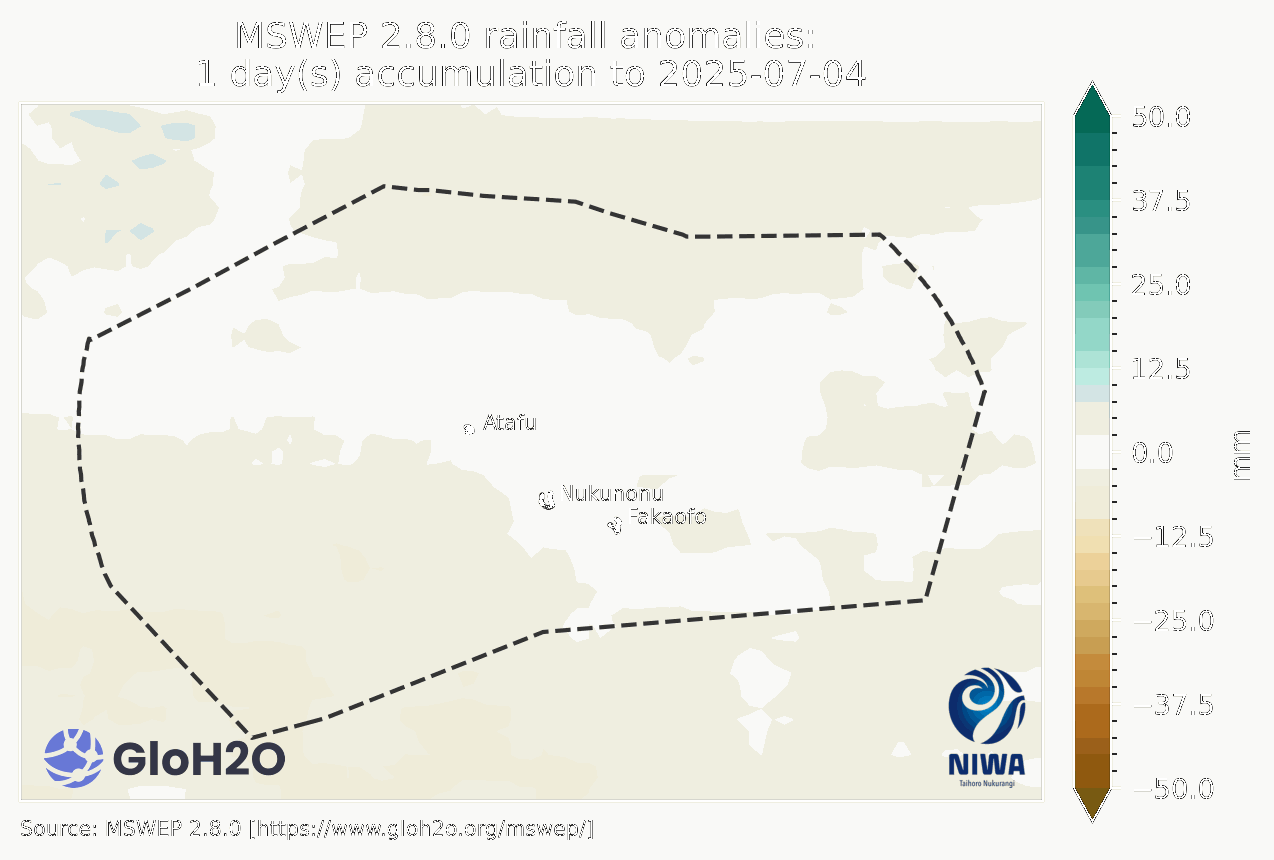 MSWEP 2.8.0 rainfall anomalies:
1 day(s) accumulation to 2025-07-04
50.0
37.5
25.0
12.5
0.0
−12.5
−25.0
−37.5
−50.0
mm
Atafu
Nukunonu
Fakaofo
GloH2O
NIWA
Taihoro Nukurangi
Source: MSWEP 2.8.0 [https://www.gloh2o.org/mswep/]